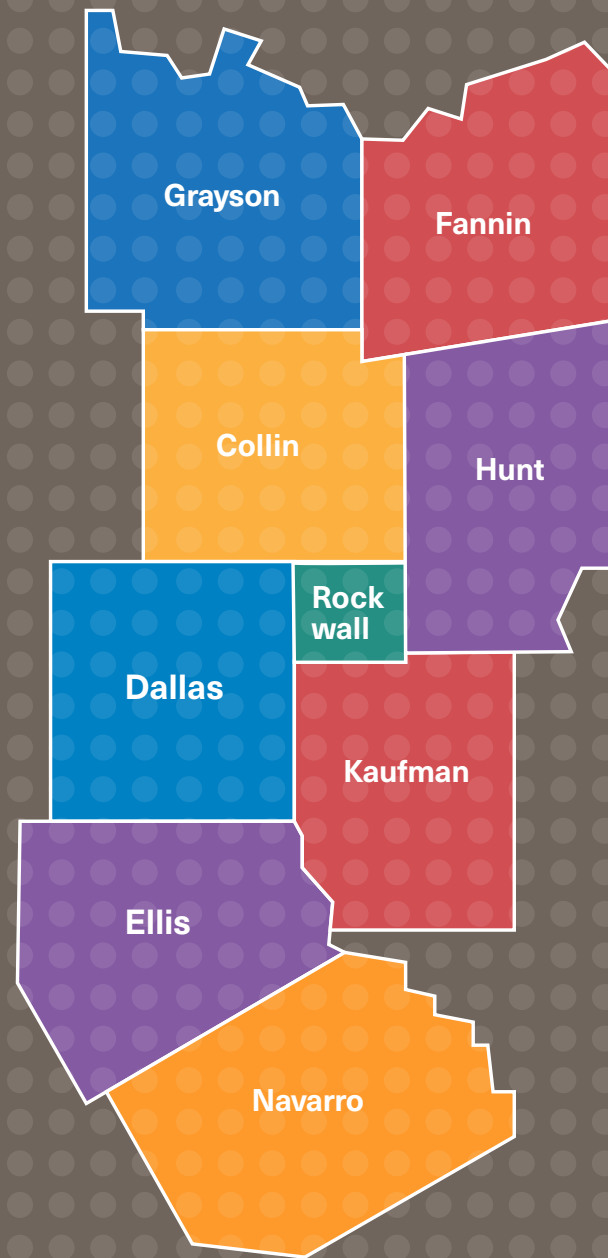 Grayson
Fannin
Collin
Hunt
Rock
wall
Dallas
Kaufman
Ellis
Navarro